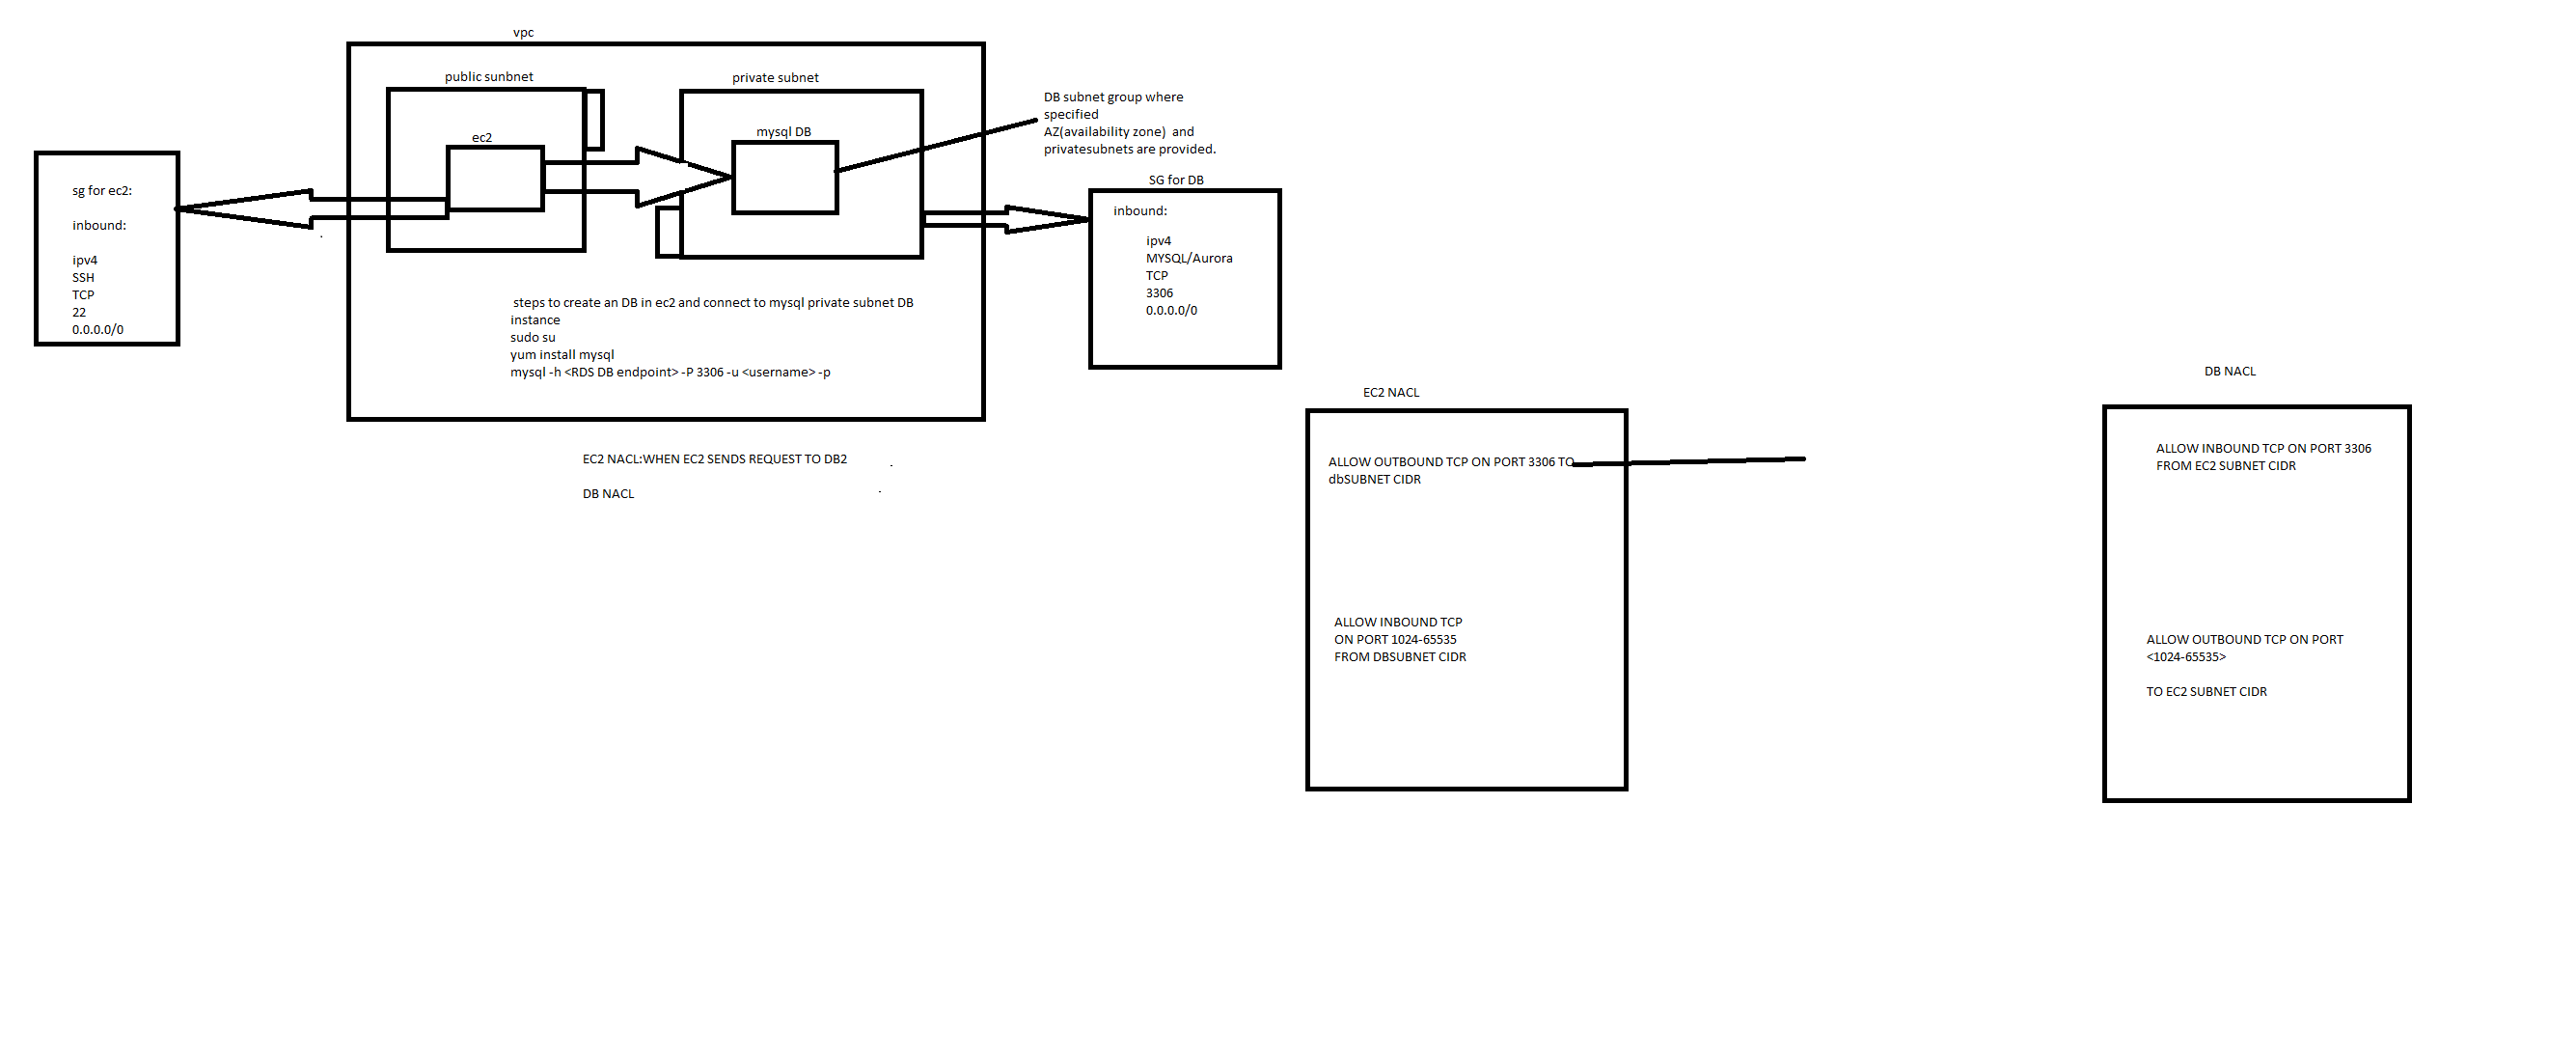 vpc
public sunbnet
private subnet
ec2
mysql DB
DB subnet group where
specified
AZ(availability zone)  and
privatesubnets are provided.
sg for ec2:
inbound:
ipv4
SSH
TCP
22
0.0.0.0/0
SG for DB
inbound:
ipv4
MYSQL/Aurora
TCP
3306
0.0.0.0/0
steps to create an DB in ec2 and connect to mysql private subnet DB
instance
sudo su
yum install mysql
mysql -h <RDS DB endpoint> -P 3306 -u <username> -p
EC2 NACL:WHEN EC2 SENDS REQUEST TO DB2
DB NACL
EC2 NACL
ALLOW OUTBOUND TCP ON PORT 3306 TO
dbSUBNET CIDR
ALLOW INBOUND TCP
ON PORT 1024-65535
FROM DBSUBNET CIDR
DB NACL
ALLOW INBOUND TCP ON PORT 3306
FROM EC2 SUBNET CIDR
ALLOW OUTBOUND TCP ON PORT
<1024-65535>
TO EC2 SUBNET CIDR